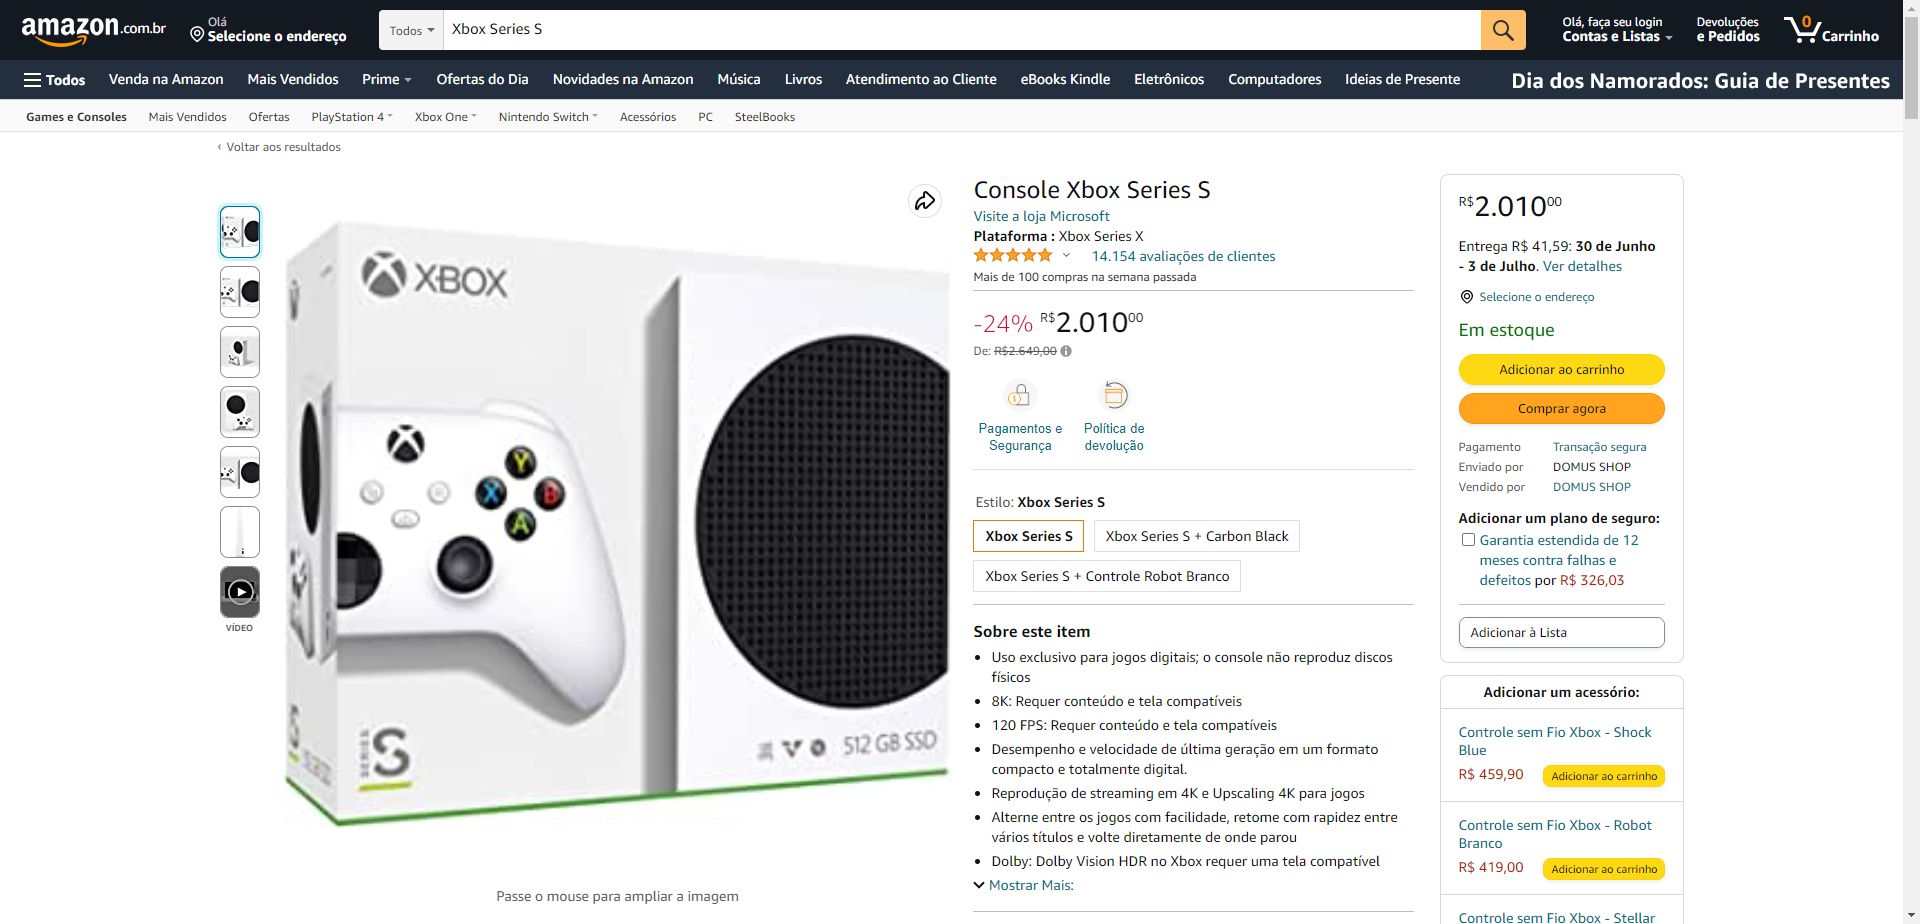 amazon.com.br
Olá
Selecione o endereço
Todos
Xbox Series S
Olá, faça seu login
Contas e Listas
Devoluções
e Pedidos
0
Carrinho
Todos
Venda na Amazon
Mais Vendidos
Prime
Ofertas do Dia
Novidades na Amazon
Música
Livros
Atendimento ao Cliente
eBooks Kindle
Eletrônicos
Computadores
Ideias de Presente
Dia dos Namorados: Guia de Presentes
Games e Consoles
Mais Vendidos
Ofertas
PlayStation 4
Xbox One
Nintendo Switch
Acessórios
PC
SteelBooks
‹ Voltar aos resultados
VÍDEO
XBOX
Y
X
B
A
SERIES
S
512 GB SSD
Passe o mouse para ampliar a imagem
Console Xbox Series S
Visite a loja Microsoft
Plataforma : Xbox Series X
14.154 avaliações de clientes
Mais de 100 compras na semana passada
-24% R$2.01000
De: R$2.649,00
Pagamentos e
Segurança
Política de
devolução
Estilo: Xbox Series S
Xbox Series S
Xbox Series S + Carbon Black
Xbox Series S + Controle Robot Branco
Sobre este item
• Uso exclusivo para jogos digitais; o console não reproduz discos
físicos
• 8K: Requer conteúdo e tela compatíveis
• 120 FPS: Requer conteúdo e tela compatíveis
• Desempenho e velocidade de última geração em um formato
compacto e totalmente digital.
• Reprodução de streaming em 4K e Upscaling 4K para jogos
• Alterne entre os jogos com facilidade, retome com rapidez entre
vários títulos e volte diretamente de onde parou
• Dolby: Dolby Vision HDR no Xbox requer uma tela compatível
Mostrar Mais:
R$2.01000
Entrega R$ 41,59: 30 de Junho
- 3 de Julho. Ver detalhes
Selecione o endereço
Em estoque
Adicionar ao carrinho
Comprar agora
Pagamento Transação segura
Enviado por DOMUS SHOP
Vendido por DOMUS SHOP
Adicionar um plano de seguro:
Garantia estendida de 12
meses contra falhas e
defeitos por R$ 326,03
Adicionar à Lista
Adicionar um acessório:
Controle sem Fio Xbox - Shock
Blue
R$ 459,90
Adicionar ao carrinho
Controle sem Fio Xbox - Robot
Branco
R$ 419,00
Adicionar ao carrinho
Controle sem Fio Xbox - Stellar